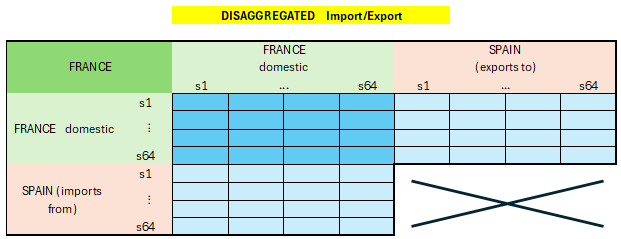 DISAGGREGATED Import/Export
FRANCE
FRANCE
domestic
s1 ... s64
SPAIN
(exports to)
s1 ... s64
FRANCE domestic
s1
⋮
s64
SPAIN (imports
from)
s1
⋮
s64